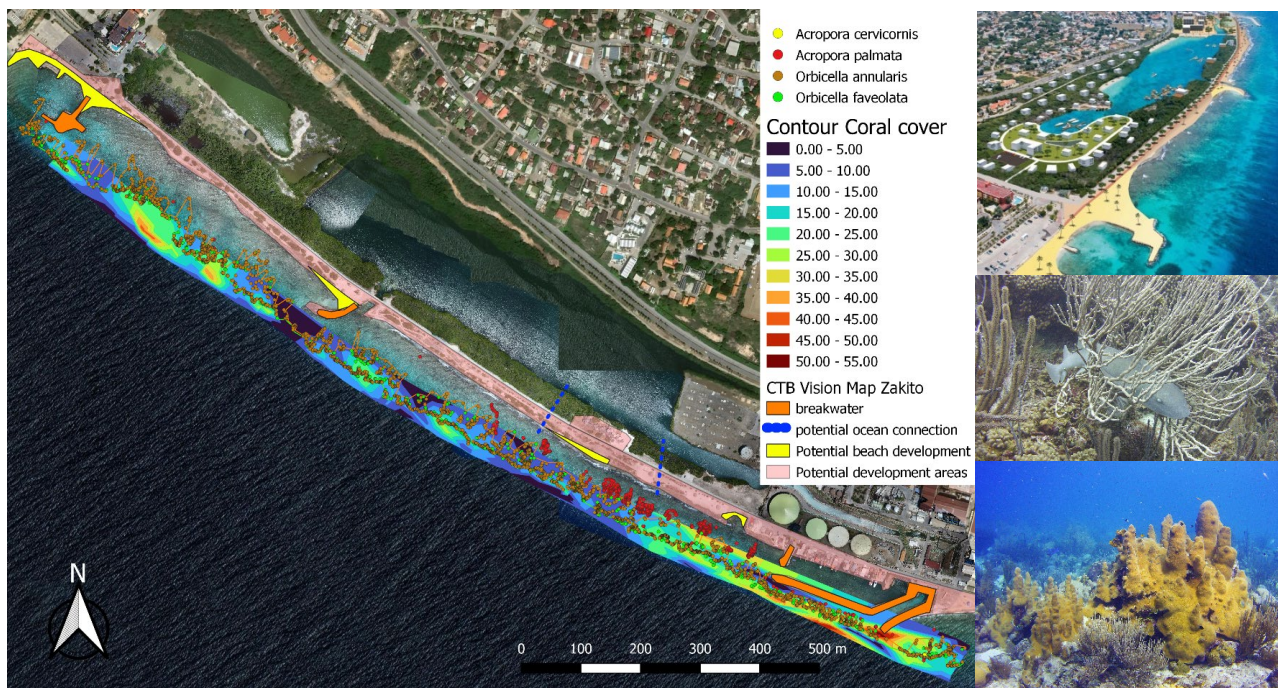 Acropora cervicornis
Acropora palmata
Orbicella annularis
Orbicella faveolata
Contour Coral cover
0.00 - 5.00
5.00 - 10.00
10.00 - 15.00
15.00 - 20.00
20.00 - 25.00
25.00 - 30.00
30.00 - 35.00
35.00 - 40.00
40.00 - 45.00
45.00 - 50.00
50.00 - 55.00
CTB Vision Map Zakito
breakwater
potential ocean connection
Potential beach development
Potential development areas
N
0 100 200 300 400 500 m